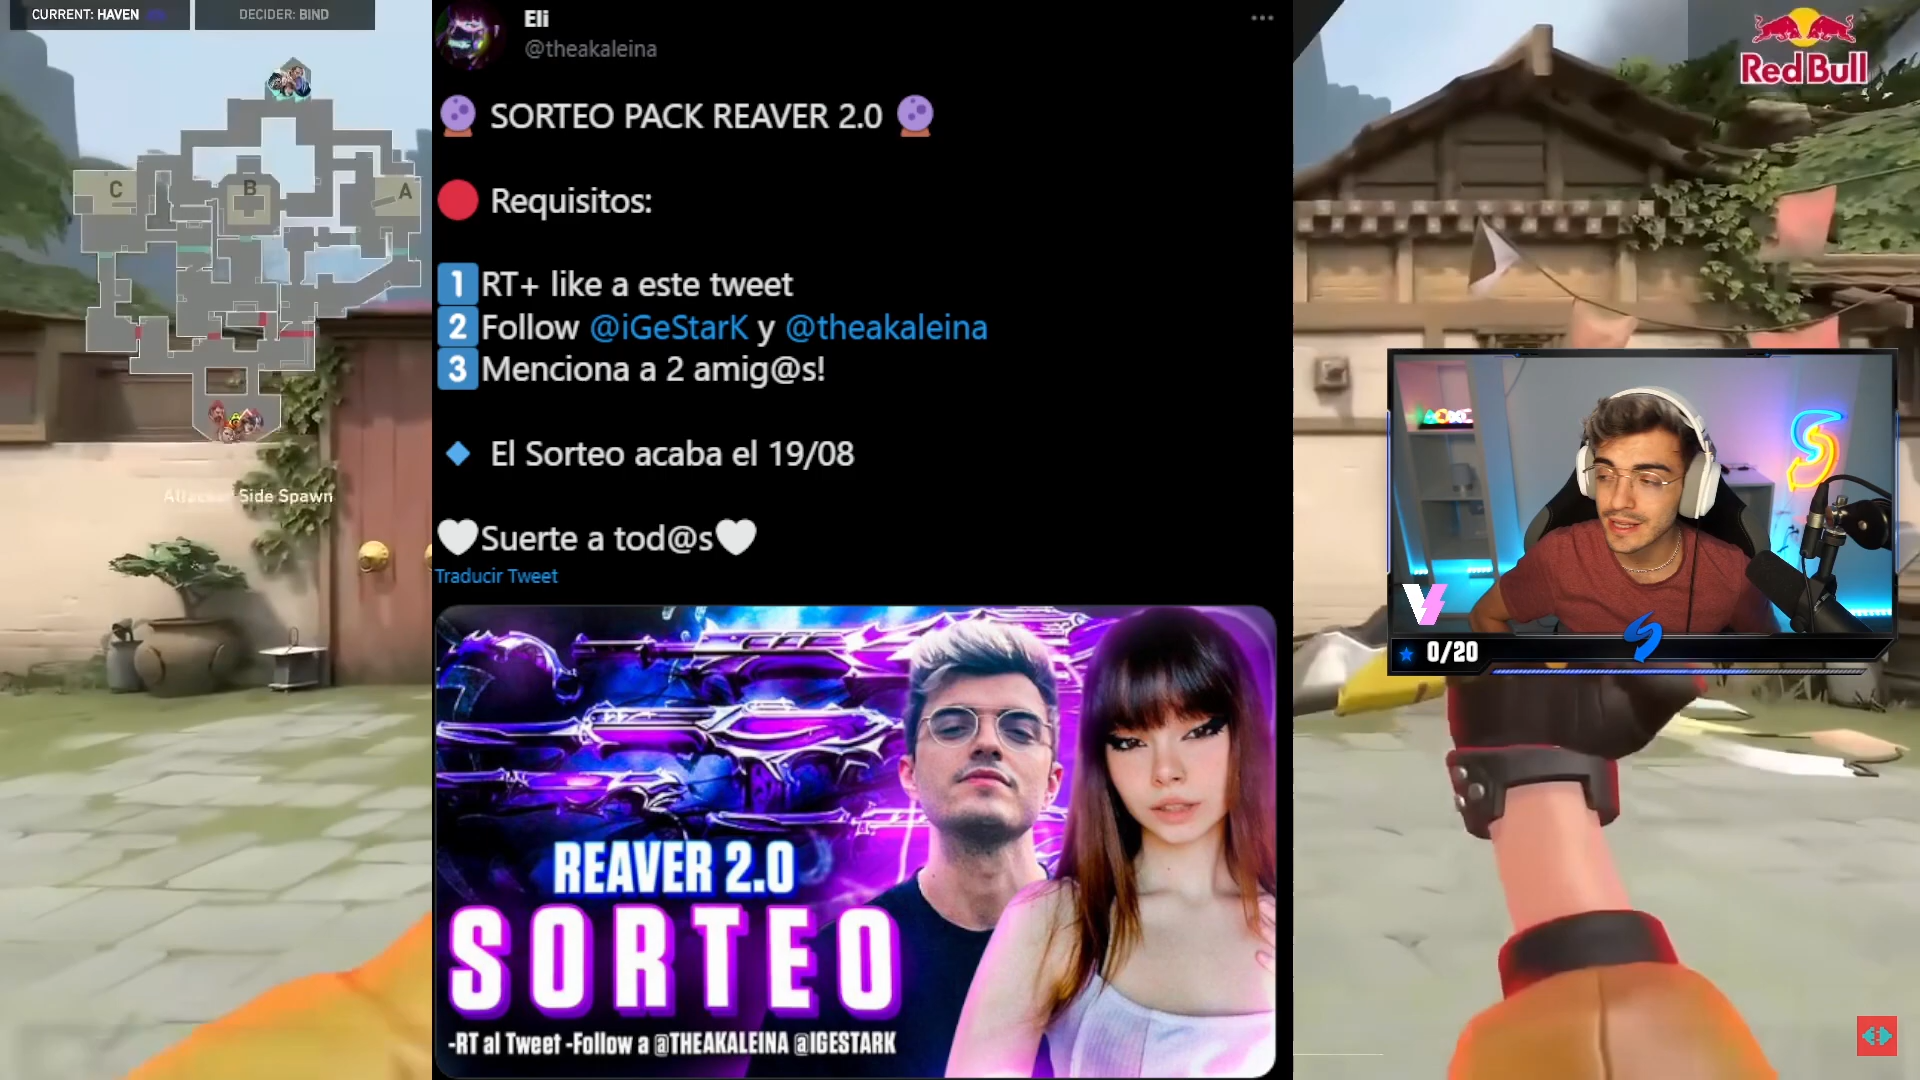 CURRENT: HAVEN
DECIDER: BIND
C
B
A
Side Spawn
Eli
@theakaleina
SORTEO PACK REAVER 2.0
Requisitos:
1 RT+ like a este tweet
2 Follow @iGeStarK y @theakaleina
3 Menciona a 2 amig@s!
El Sorteo acaba el 19/08
Suerte a tod@s
Traducir Tweet
REAVER 2.0
SORTEO
-RT al Tweet -Follow a @THEAKALEINA @IGESTARK
Red Bull
0/20